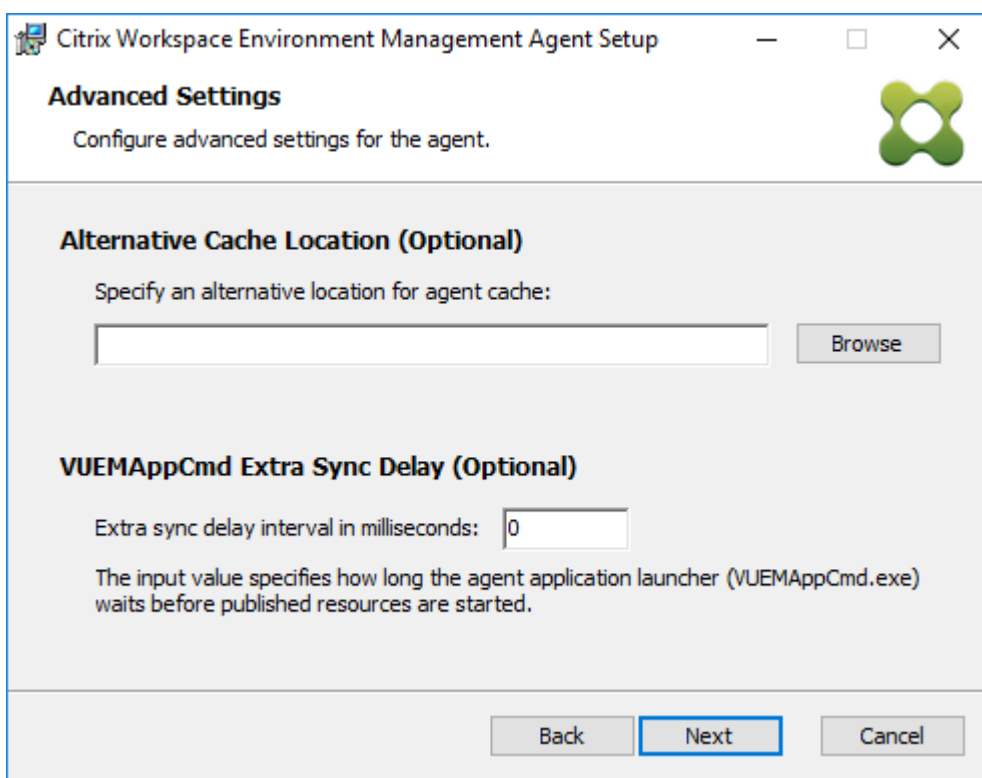 Citrix Workspace Environment Management Agent Setup
Advanced Settings
Configure advanced settings for the agent.
Alternative Cache Location (Optional)
Specify an alternative location for agent cache:
Browse
VUEMAppCmd Extra Sync Delay (Optional)
Extra sync delay interval in milliseconds: 0
The input value specifies how long the agent application launcher (VUEMAppCmd.exe)
waits before published resources are started.
Back Next Cancel